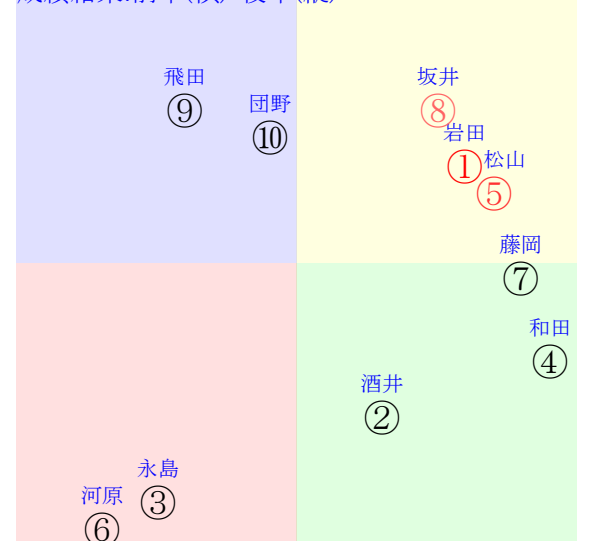 飛田
⑨
団野
⑩
坂井
⑧
岩田
①
松山
⑤
藤岡
⑦
和田
④
酒井
②
永島
③
河原
⑥